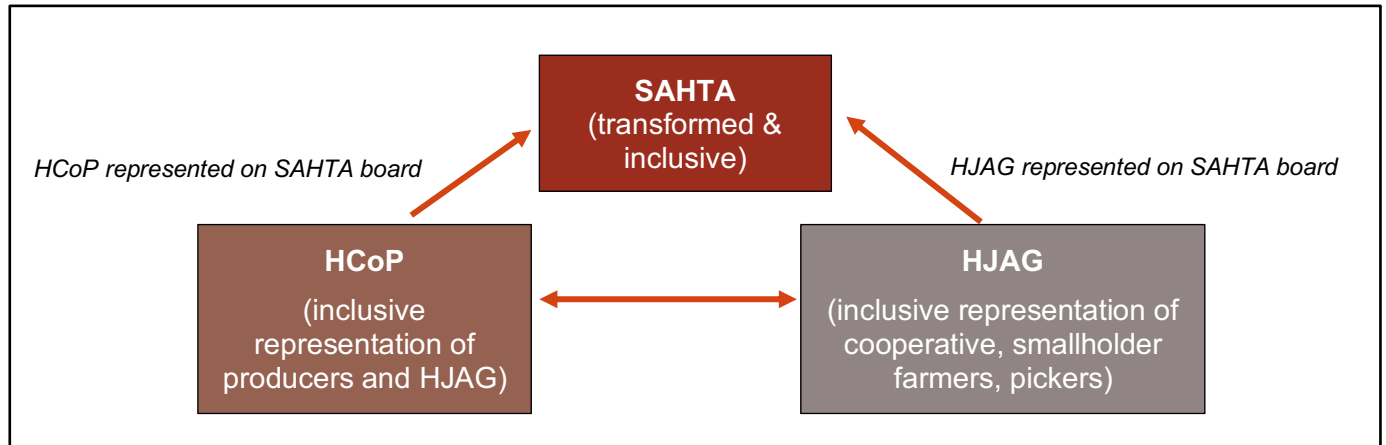 SAHTA
(transformed &
inclusive)
HCoP represented on SAHTA board
HJAG represented on SAHTA board
HCoP
(inclusive
representation of
producers and HJAG)
HJAG
(inclusive representation of
cooperative, smallholder
farmers, pickers)